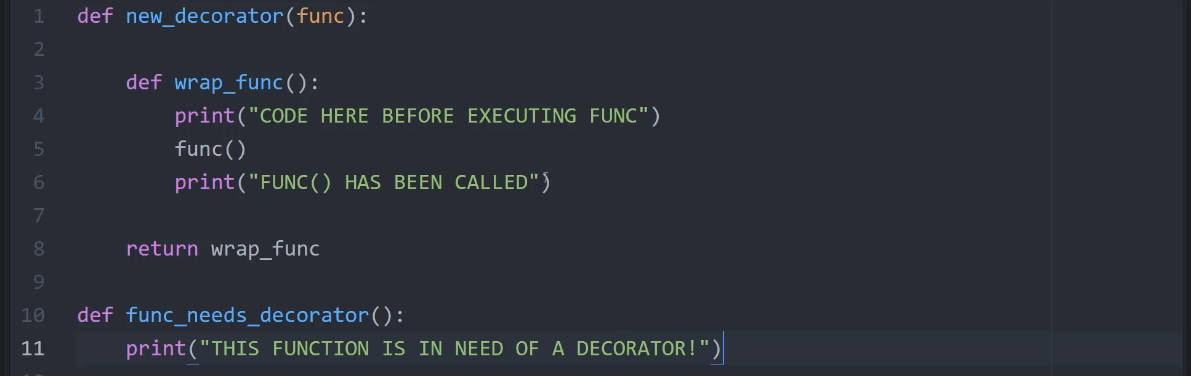 1 def new_decorator(func):
2
3     def wrap_func():
4         print("CODE HERE BEFORE EXECUTING FUNC")
5         func()
6         print("FUNC() HAS BEEN CALLED")
7
8     return wrap_func
9
10 def func_needs_decorator():
11     print("THIS FUNCTION IS IN NEED OF A DECORATOR!")